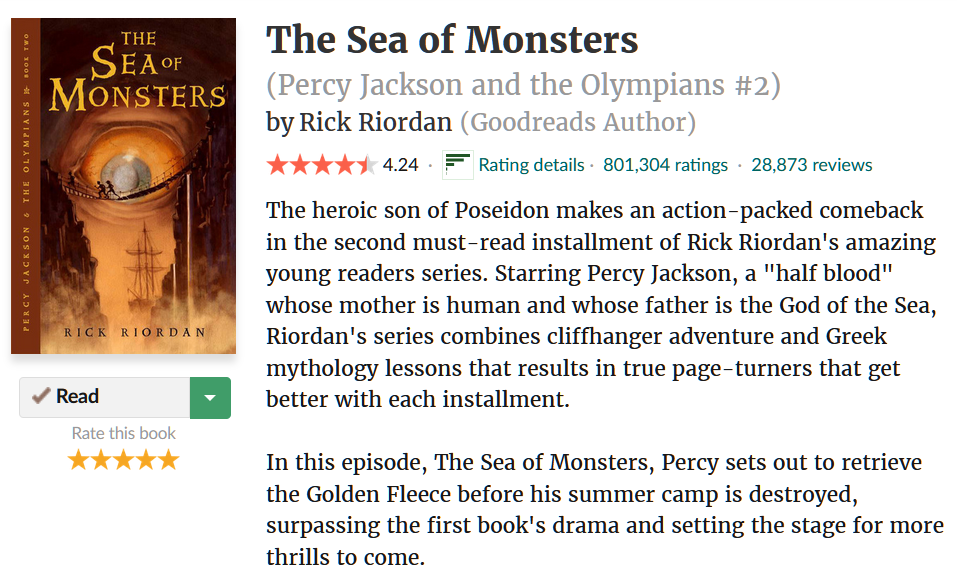 THE
SEA OF
MONSTERS
PERCY JACKSON & THE OLYMPIANS BOOK TWO
RICK RIORDAN
Read
Rate this book
The Sea of Monsters
(Percy Jackson and the Olympians #2)
by Rick Riordan (Goodreads Author)
4.24 · Rating details · 801,304 ratings · 28,873 reviews
The heroic son of Poseidon makes an action-packed comeback
in the second must-read installment of Rick Riordan's amazing
young readers series. Starring Percy Jackson, a "half blood"
whose mother is human and whose father is the God of the Sea,
Riordan's series combines cliffhanger adventure and Greek
mythology lessons that results in true page-turners that get
better with each installment.
In this episode, The Sea of Monsters, Percy sets out to retrieve
the Golden Fleece before his summer camp is destroyed,
surpassing the first book's drama and setting the stage for more
thrills to come.